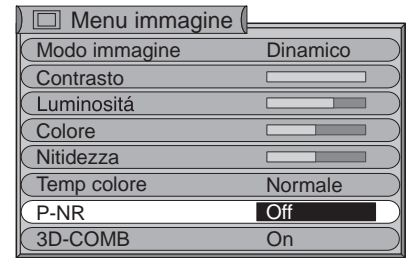 Menu immagine
Modo immagine Dinamico
Contrasto
Luminositá
Colore
Nitidezza
Temp colore Normale
P-NR Off
3D-COMB On